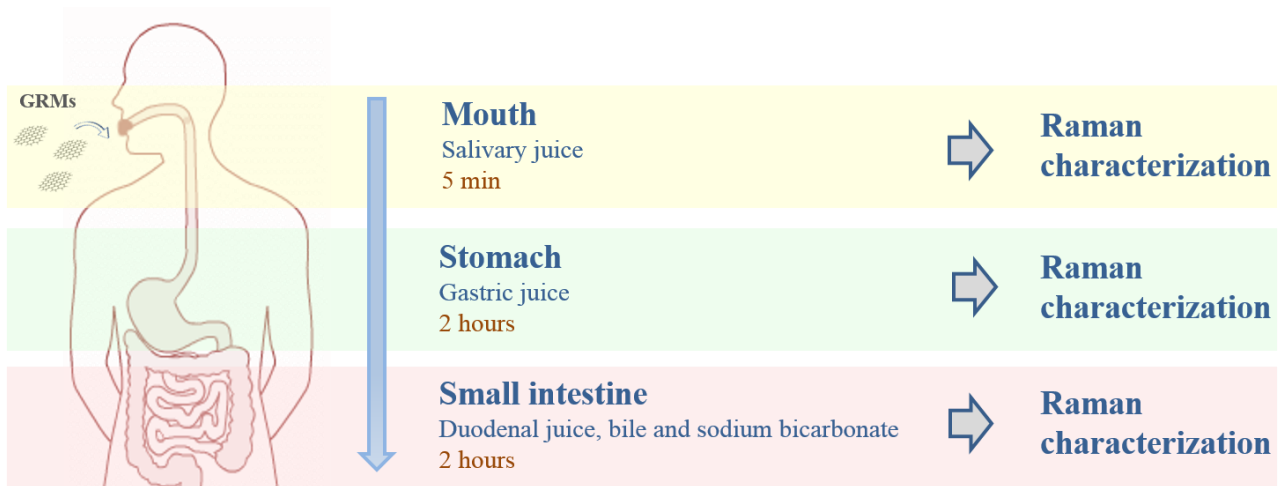 GRMs
Mouth
Salivary juice
5 min
Raman
characterization
Stomach
Gastric juice
2 hours
Raman
characterization
Small intestine
Duodenal juice, bile and sodium bicarbonate
2 hours
Raman
characterization